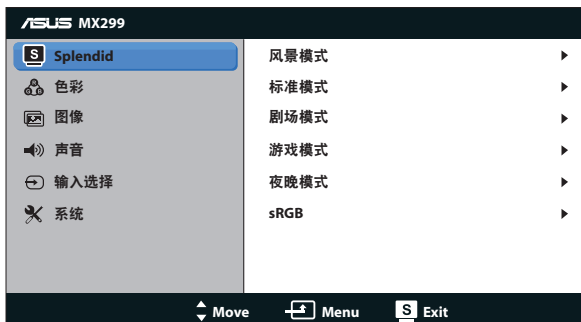 ASUS MX299
S Splendid
色彩
图像
声音
输入选择
系统
风景模式
标准模式
剧场模式
游戏模式
夜晚模式
sRGB
Move Menu S Exit